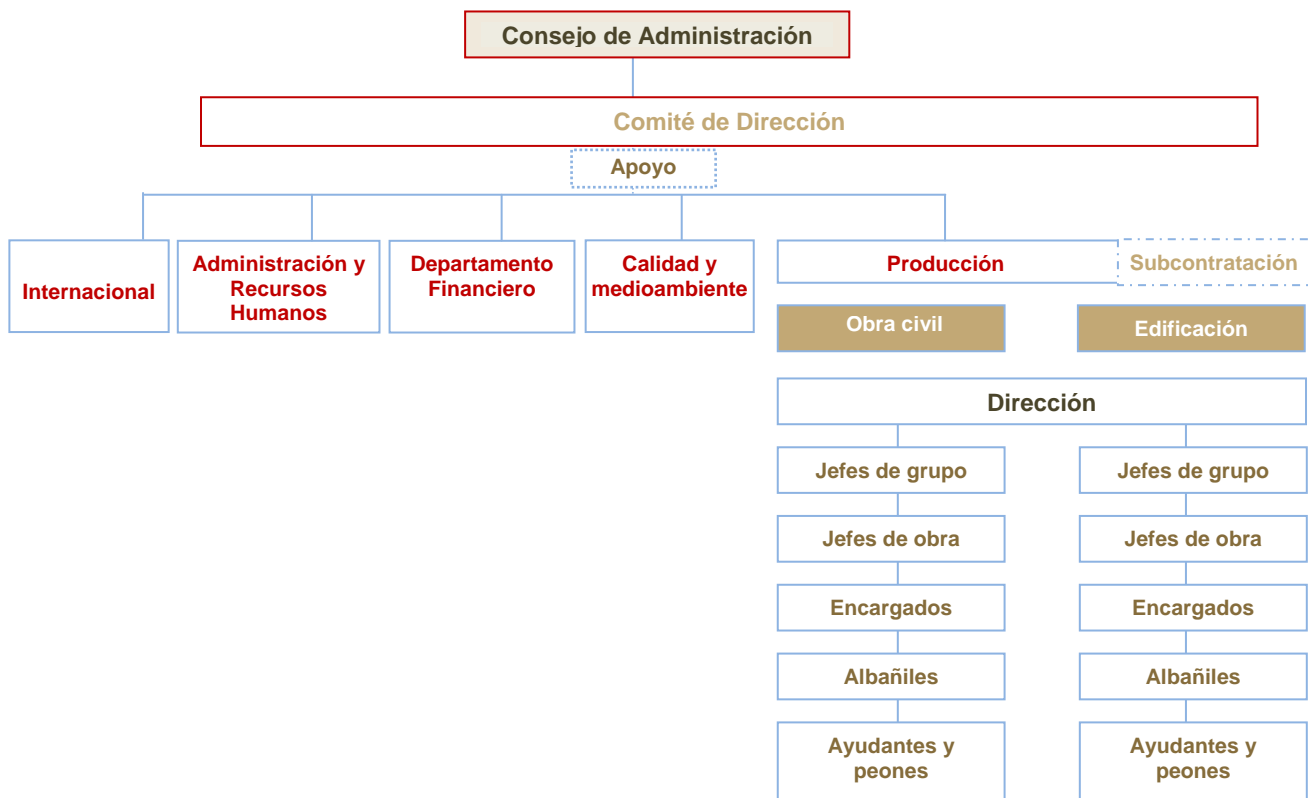 Consejo de Administración
Comité de Dirección
Apoyo
Internacional
Administración y
Recursos
Humanos
Departamento
Financiero
Calidad y
medioambiente
Producción
Subcontratación
Obra civil
Edificación
Dirección
Jefes de grupo
Jefes de grupo
Jefes de obra
Jefes de obra
Encargados
Encargados
Albañiles
Albañiles
Ayudantes y
peones
Ayudantes y
peones